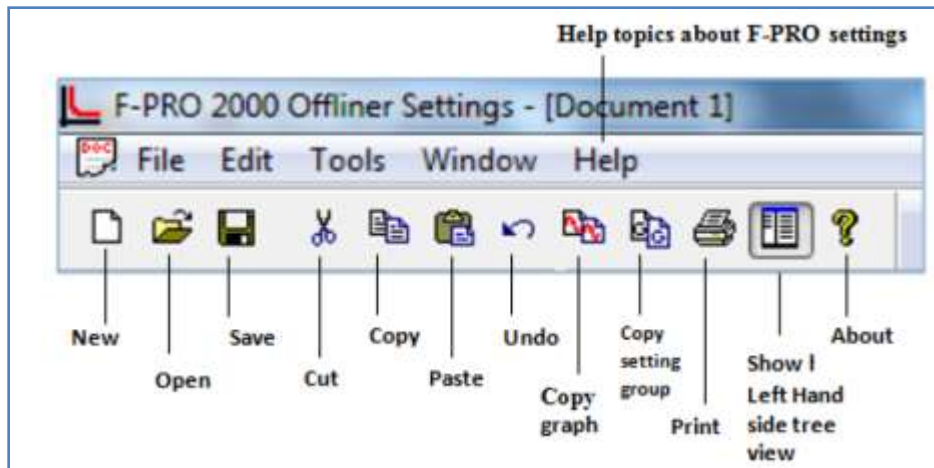 Help topics about F-PRO settings
F-PRO 2000 Offliner Settings - [Document 1]
DOC File Edit Tools Window Help
New
Open
Save
Cut
Copy
Paste
Undo
Copy
graph
Copy
setting
group
Print
Show l
Left Hand
side tree
view
About